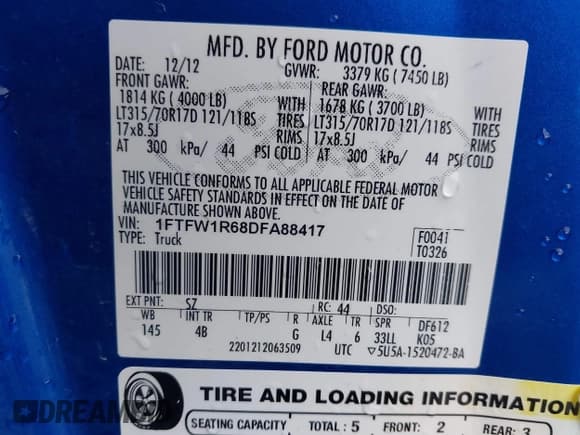 MFD. BY FORD MOTOR CO.
DATE: 12/12 GVWR: 3379 KG ( 7450 LB)
FRONT GAWR: REAR GAWR:
1814 KG ( 4000 LB) WITH 1678 KG ( 3700 LB) WITH
LT315/70R17D 121/118S TIRES LT315/70R17D 121/118S TIRES
17x8.5J RIMS 17x8.5J RIMS
AT 300 kPa/ 44 PSI COLD AT 300 kPa/ 44 PSI COLD
THIS VEHICLE CONFORMS TO ALL APPLICABLE FEDERAL MOTOR
VEHICLE SAFETY STANDARDS IN EFFECT ON THE DATE OF
MANUFACTURE SHOWN ABOVE.
VIN: 1FTFW1R68DFA88417 F0041
TYPE: Truck T0326
EXT PNT: SZ RC: 44 DSO:
WB INT TR TP/PS R AXLE TR SPR DF612
145 4B G L4 6 33LL K05
2201212063509 UTC ▽5U5A-1520472-BA
TIRE AND LOADING INFORMATION
SEATING CAPACITY TOTAL : 5 FRONT : 2 REAR: 3